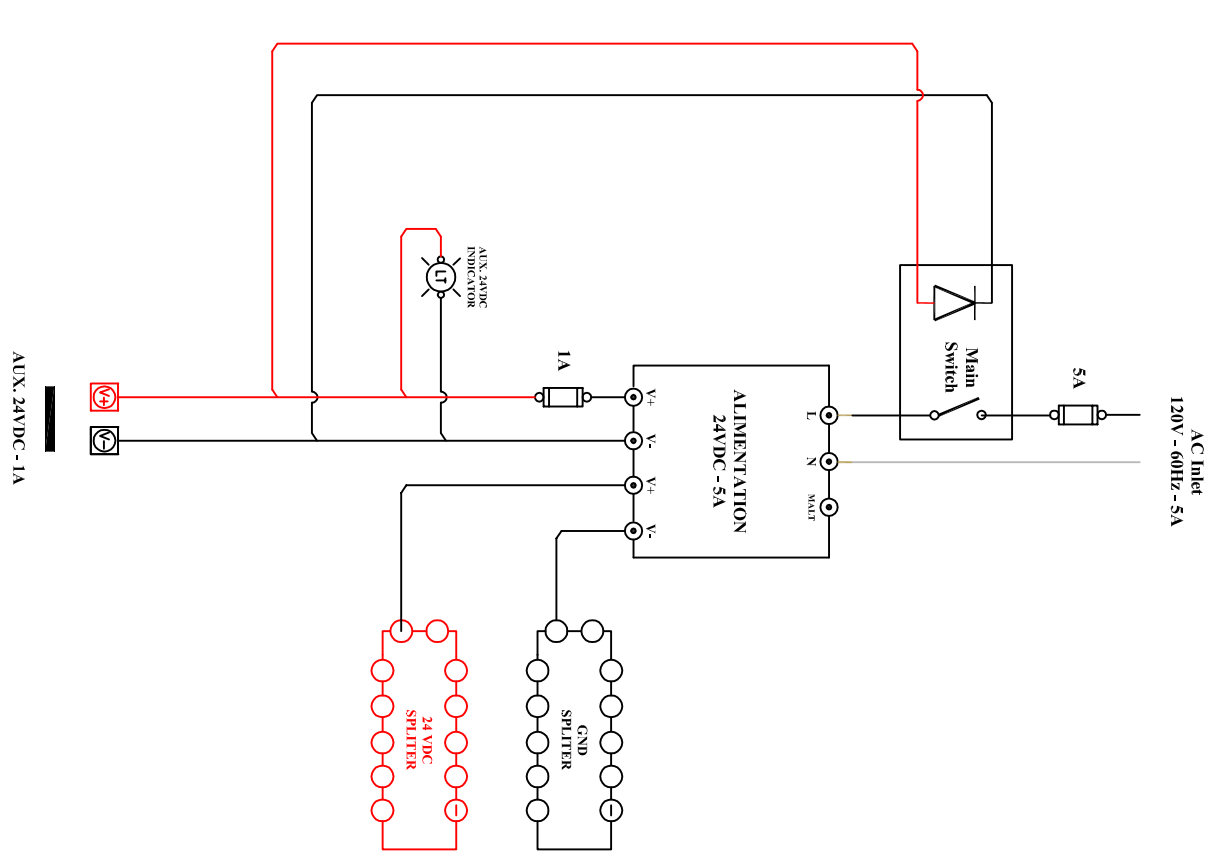 AC Inlet
120V - 60Hz - 5A
5A
Main
Switch
L
N
MALT
ALIMENTATION
24VDC - 5A
V+
V-
V+
V-
1A
AUX. 24VDC
INDICATOR
LT
GND
SPLITER
24 VDC
SPLITER
V+
V-
AUX. 24VDC - 1A